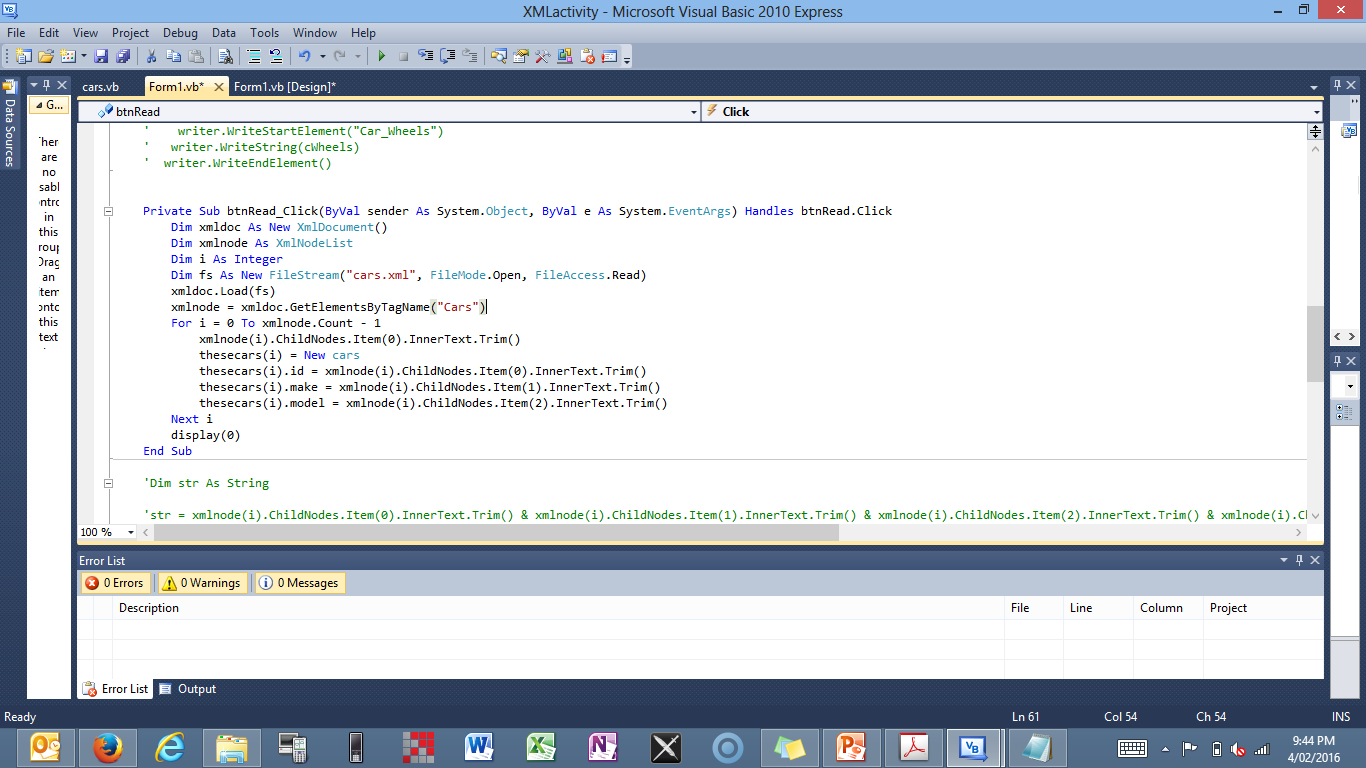 XMLactivity - Microsoft Visual Basic 2010 Express
File Edit View Project Debug Data Tools Window Help
Data Sources
G...
cars.vb Form1.vb* Form1.vb [Design]*
btnRead Click
' writer.WriteStartElement("Car_Wheels")
' writer.WriteString(cWheels)
' writer.WriteEndElement()
Private Sub btnRead_Click(ByVal sender As System.Object, ByVal e As System.EventArgs) Handles btnRead.Click
Dim xmldoc As New XmlDocument()
Dim xmlnode As XmlNodeList
Dim i As Integer
Dim fs As New FileStream("cars.xml", FileMode.Open, FileAccess.Read)
xmldoc.Load(fs)
xmlnode = xmldoc.GetElementsByTagName("Cars")
For i = 0 To xmlnode.Count - 1
xmlnode(i).ChildNodes.Item(0).InnerText.Trim()
thesecars(i) = New cars
thesecars(i).id = xmlnode(i).ChildNodes.Item(0).InnerText.Trim()
thesecars(i).make = xmlnode(i).ChildNodes.Item(1).InnerText.Trim()
thesecars(i).model = xmlnode(i).ChildNodes.Item(2).InnerText.Trim()
Next i
display(0)
End Sub
'Dim str As String
'str = xmlnode(i).ChildNodes.Item(0).InnerText.Trim() & xmlnode(i).ChildNodes.Item(1).InnerText.Trim() & xmlnode(i).ChildNodes.Item(2).InnerText.Trim() & xmlnode(i).Cl
are
no
in
this
an
this
text
100 %
Error List
0 Errors 0 Warnings 0 Messages
Description File Line Column Project
Error List Output
Ready Ln 61 Col 54 Ch 54 INS
9:44 PM
4/02/2016